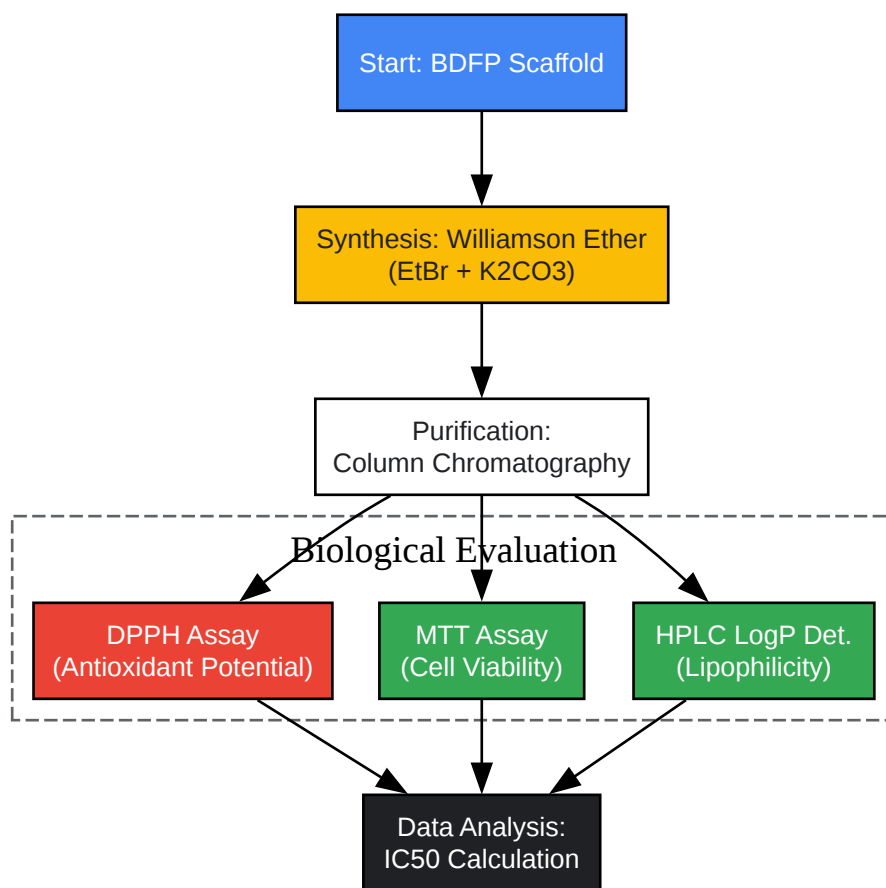 Start: BDFP Scaffold
Synthesis: Williamson Ether
(EtBr + K2CO3)
Purification:
Column Chromatography
Biological Evaluation
DPPH Assay
(Antioxidant Potential)
MTT Assay
(Cell Viability)
HPLC LogP Det.
(Lipophilicity)
Data Analysis:
IC50 Calculation